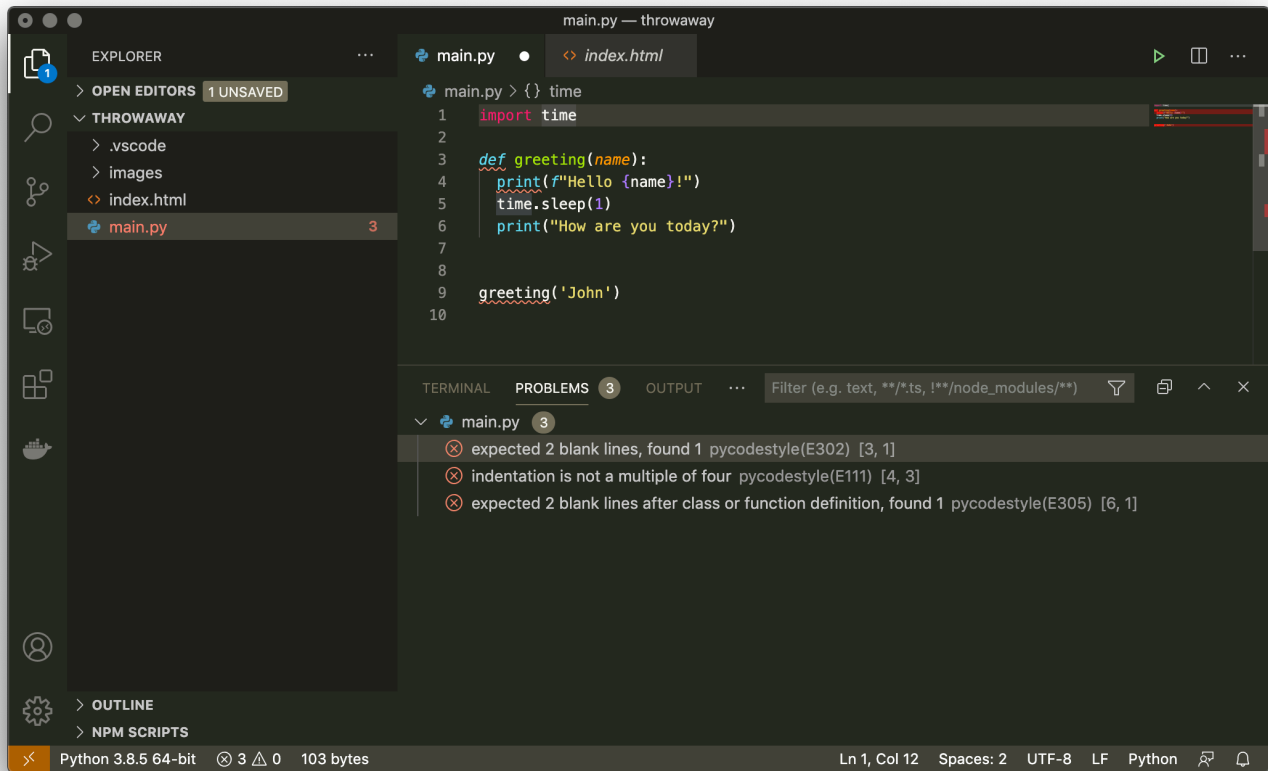 main.py — throwaway
EXPLORER
1
OPEN EDITORS 1 UNSAVED
THROWAWAY
.vscode
images
index.html
main.py 3
OUTLINE
NPM SCRIPTS
main.py index.html
main.py > {} time
1 import time
2
3 def greeting(name):
4 print(f"Hello {name}!")
5 time.sleep(1)
6 print("How are you today?")
7
8
9 greeting('John')
10
TERMINAL PROBLEMS 3 OUTPUT ··· Filter (e.g. text, **/*.ts, !**/node_modules/**)
main.py 3
expected 2 blank lines, found 1 pycodestyle(E302) [3, 1]
indentation is not a multiple of four pycodestyle(E111) [4, 3]
expected 2 blank lines after class or function definition, found 1 pycodestyle(E305) [6, 1]
Python 3.8.5 64-bit 3 0 103 bytes Ln 1, Col 12 Spaces: 2 UTF-8 LF Python